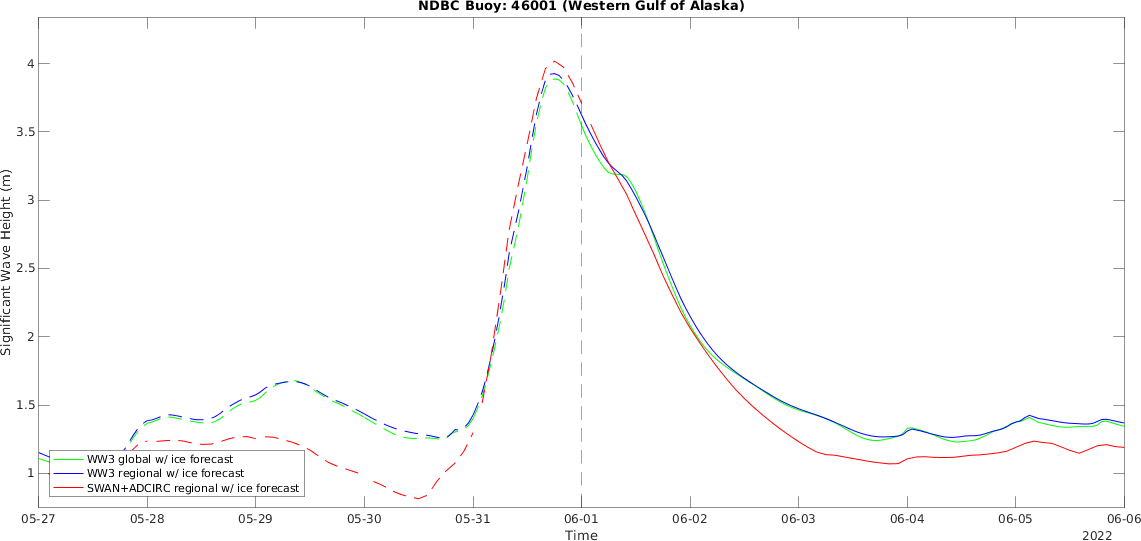 NDBC Buoy: 46001 (Western Gulf of Alaska)
Significant Wave Height (m)
4
3.5
3
2.5
2
1.5
1
WW3 global w/ ice forecast
WW3 regional w/ ice forecast
SWAN+ADCIRC regional w/ ice forecast
05-27 05-28 05-29 05-30 05-31 06-01 06-02 06-03 06-04 06-05 06-06
Time
2022